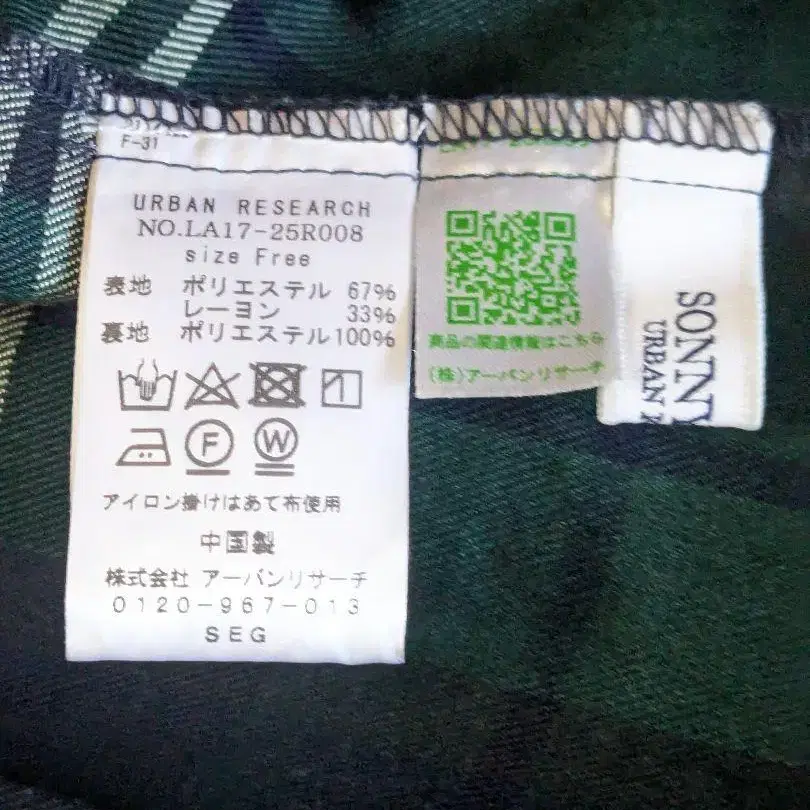 F-31
URBAN RESEARCH
NO.LA17-25R008
size Free
表地 ポリエステル 67%
レーヨン 33%
裏地 ポリエステル100%
F W
アイロン掛けはあて布使用
中国製
株式会社 アーバンリサーチ
0120-967-013
SEG
商品の関連情報はこちら
(株)アーバンリサーチ
SONNY
URBAN